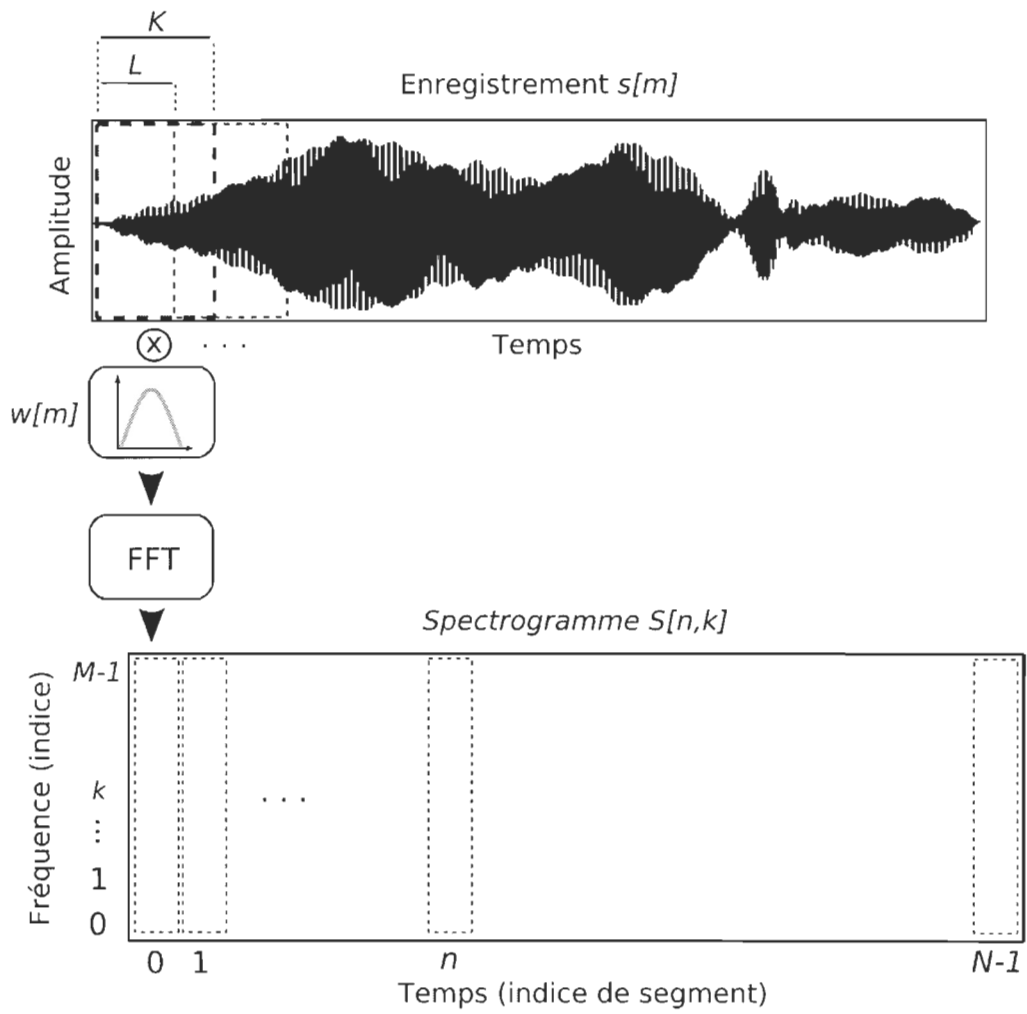 K
L
Enregistrement s[m]
Amplitude
X . . .
Temps
w[m]
FFT
Spectrogramme S[n,k]
M-1
Fréquence (indice)
k
. . .
⋮
1
0
0 1 n N-1
Temps (indice de segment)